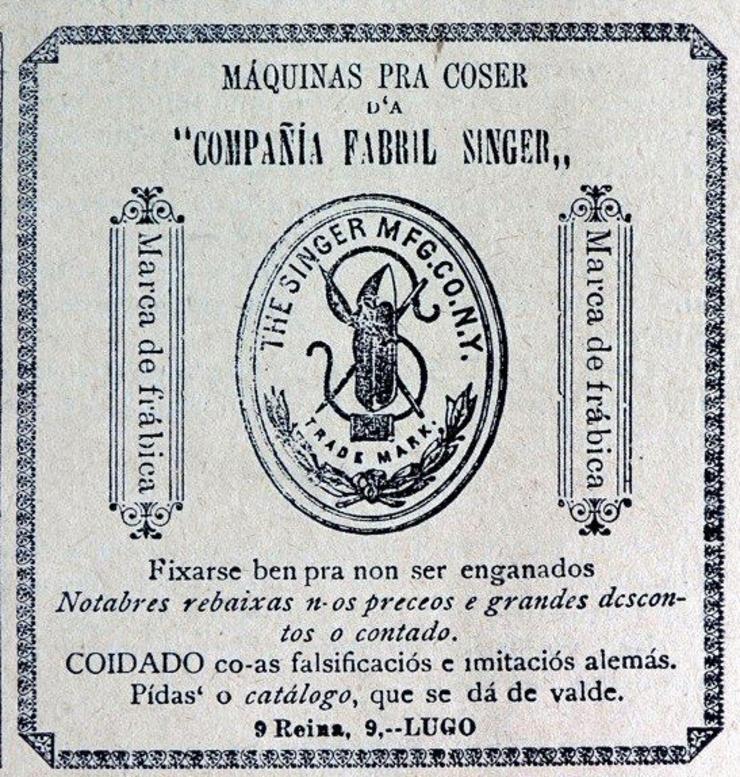 MÁQUINAS PRA COSER
D‘A
“COMPAÑÍA FABRIL SINGER„
Marca de frábica
THE SINGER MFG.CO.N.Y.
TRADE MARK.
Marca de frábica
Fixarse ben pra non ser enganados
Notabres rebaixas n-os preceos e grandes descon-
tos o contado.
COIDADO co-as falsificaciós e imitaciós alemás.
Pídas‘ o catálogo, que se dá de valde.
9 Reina, 9,--LUGO